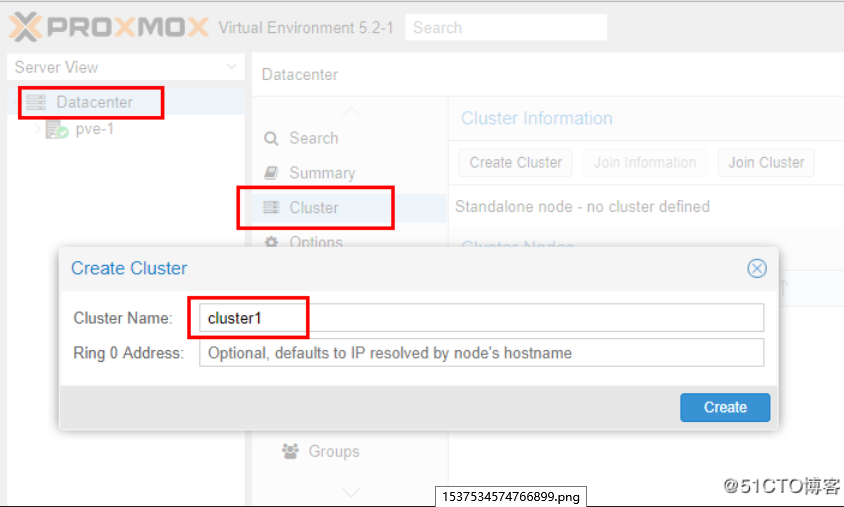 PROXMOX Virtual Environment 5.2-1 Search
Server View
Datacenter
pve-1
Datacenter
Search
Summary
Cluster
Options
Groups
Cluster Information
Create Cluster Join Information Join Cluster
Standalone node - no cluster defined
Cluster Nodes
Create Cluster
Cluster Name: cluster1
Ring 0 Address: Optional, defaults to IP resolved by node's hostname
Create
1537534574766899.png
@51CTO博客